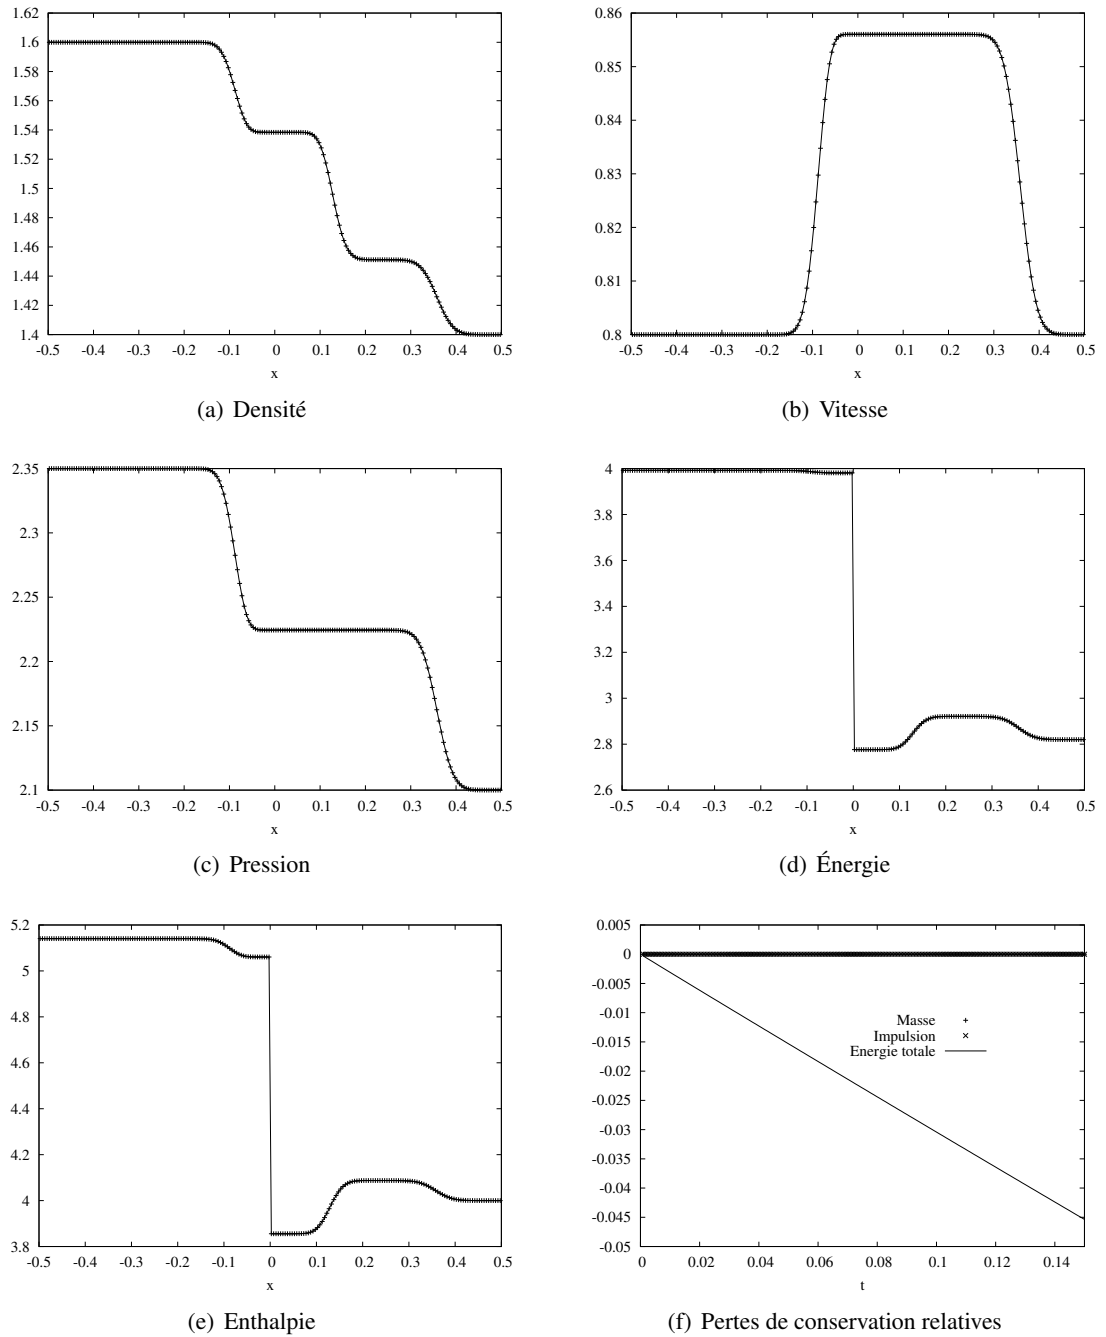 1.62
1.6
1.58
1.56
1.54
1.52
1.5
1.48
1.46
1.44
1.42
1.4
-0.5 -0.4 -0.3 -0.2 -0.1 0 0.1 0.2 0.3 0.4 0.5
x
(a) Densité
0.86
0.85
0.84
0.83
0.82
0.81
0.8
-0.5 -0.4 -0.3 -0.2 -0.1 0 0.1 0.2 0.3 0.4 0.5
x
(b) Vitesse
2.35
2.3
2.25
2.2
2.15
2.1
-0.5 -0.4 -0.3 -0.2 -0.1 0 0.1 0.2 0.3 0.4 0.5
x
(c) Pression
4
3.8
3.6
3.4
3.2
3
2.8
2.6
-0.5 -0.4 -0.3 -0.2 -0.1 0 0.1 0.2 0.3 0.4 0.5
x
(d) Énergie
5.2
5
4.8
4.6
4.4
4.2
4
3.8
-0.5 -0.4 -0.3 -0.2 -0.1 0 0.1 0.2 0.3 0.4 0.5
x
(e) Enthalpie
0.005
0
-0.005
-0.01
-0.015
-0.02
-0.025
-0.03
-0.035
-0.04
-0.045
-0.05
Masse
Impulsion
Energie totale
0 0.02 0.04 0.06 0.08 0.1 0.12 0.14
t
(f) Pertes de conservation relatives